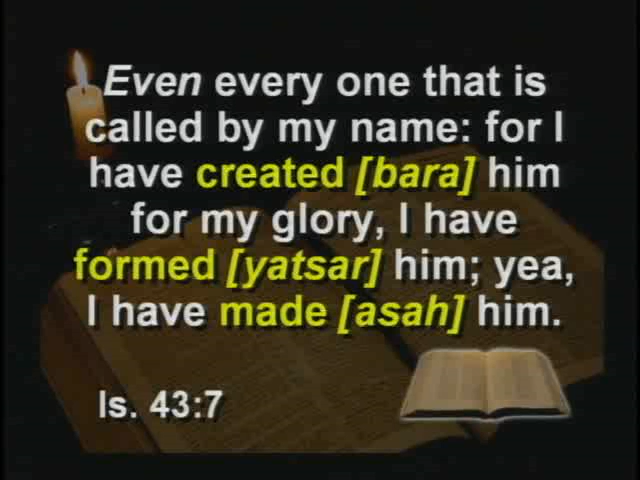 Even every one that is
called by my name: for I
have created [bara] him
for my glory, I have
formed [yatsar] him; yea,
I have made [asah] him.
Is. 43:7